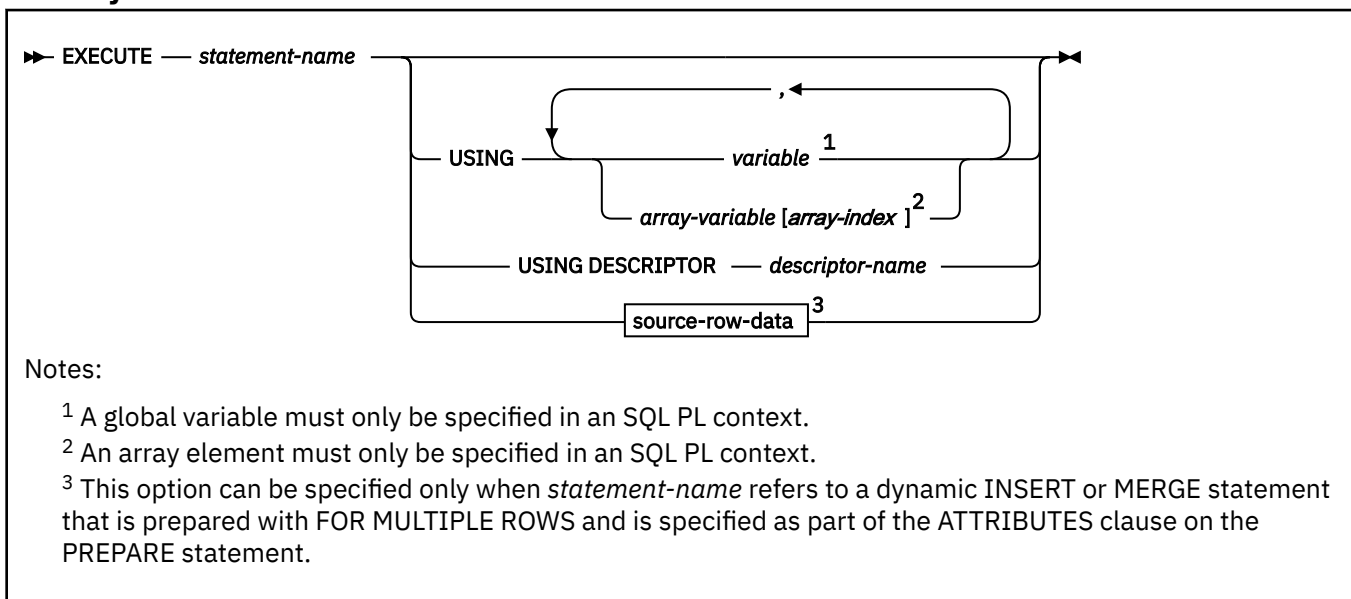 EXECUTE statement-name
,
USING variable 1
array-variable [array-index ] 2
USING DESCRIPTOR descriptor-name
source-row-data 3
Notes:
1 A global variable must only be specified in an SQL PL context.
2 An array element must only be specified in an SQL PL context.
3 This option can be specified only when statement-name refers to a dynamic INSERT or MERGE statement
that is prepared with FOR MULTIPLE ROWS and is specified as part of the ATTRIBUTES clause on the
PREPARE statement.